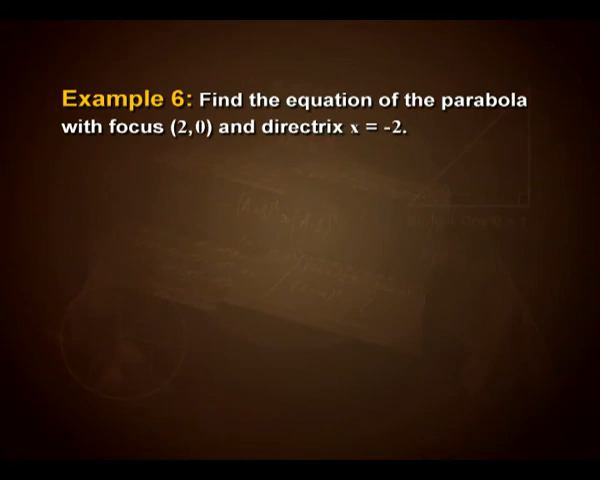 Example 6: Find the equation of the parabola
with focus (2,0) and directrix x = -2.